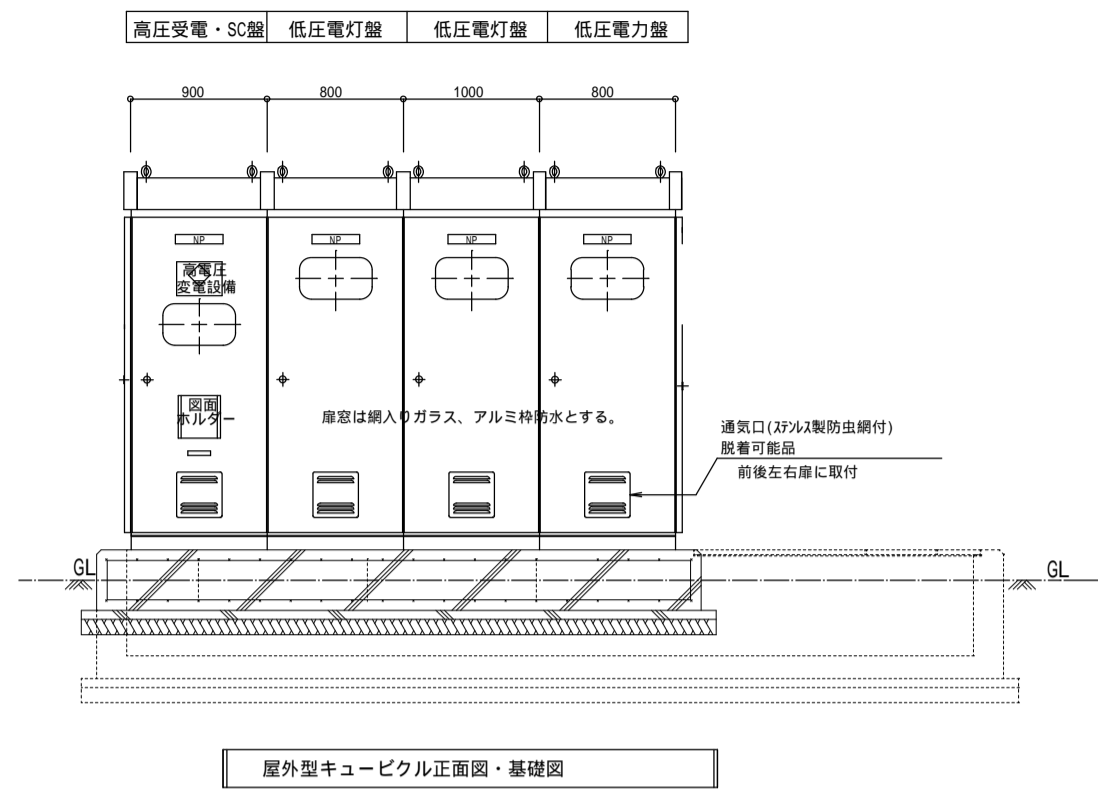 高圧受電・SC盤 低圧電灯盤 低圧電灯盤 低圧電力盤
900 800 1000 800
NP NP NP NP
高電圧
変電設備
図面
ホルダー
扉窓は網入りガラス、アルミ枠防水とする。
通気口(ステンレス製防虫網付)
脱着可能品
前後左右扉に取付
GL GL
屋外型キュービクル正面図・基礎図